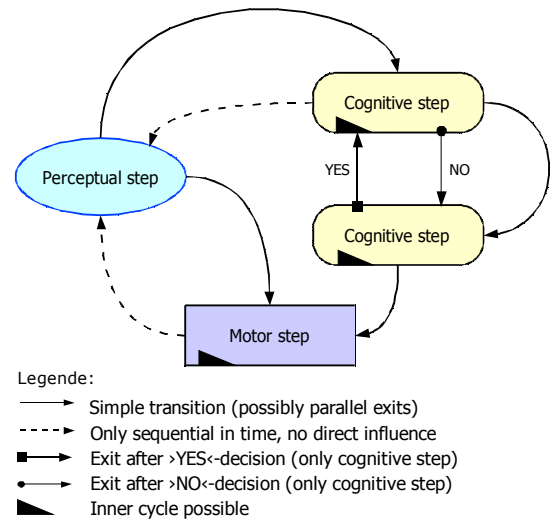 Cognitive step
Perceptual step
YES
NO
Cognitive step
Motor step
Legende:
Simple transition (possibly parallel exits)
Only sequential in time, no direct influence
Exit after ›YES‹-decision (only cognitive step)
Exit after ›NO‹-decision (only cognitive step)
Inner cycle possible